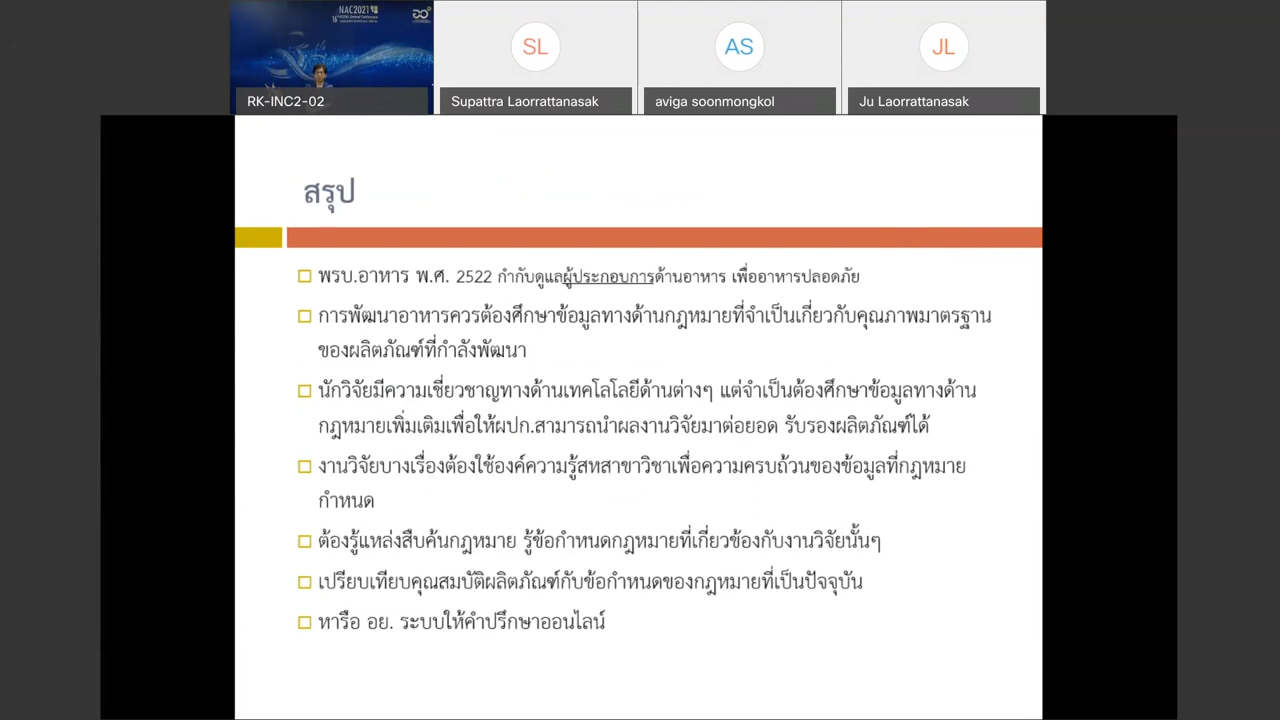 NAC2021
RK-INC2-02
SL
Supattra Laorrattanasak
AS
aviga soonmongkol
JL
Ju Laorrattanasak
สรุป
พรบ.อาหาร พ.ศ. 2522 กำกับดูแลผู้ประกอบการด้านอาหาร เพื่ออาหารปลอดภัย
การพัฒนาอาหารควรต้องศึกษาข้อมูลทางด้านกฎหมายที่จำเป็นเกี่ยวกับคุณภาพมาตรฐาน
ของผลิตภัณฑ์ที่กำลังพัฒนา
นักวิจัยมีความเชี่ยวชาญทางด้านเทคโลโลยีด้านต่างๆ แต่จำเป็นต้องศึกษาข้อมูลทางด้าน
กฎหมายเพิ่มเติมเพื่อให้ผปก.สามารถนำผลงานวิจัยมาต่อยอด รับรองผลิตภัณฑ์ได้
งานวิจัยบางเรื่องต้องใช้องค์ความรู้สหสาขาวิชาเพื่อความครบถ้วนของข้อมูลที่กฎหมาย
กำหนด
ต้องรู้แหล่งสืบค้นกฎหมาย รู้ข้อกำหนดกฎหมายที่เกี่ยวข้องกับงานวิจัยนั้นๆ
เปรียบเทียบคุณสมบัติผลิตภัณฑ์กับข้อกำหนดของกฎหมายที่เป็นปัจจุบัน
หารือ อย. ระบบให้คำปรึกษาออนไลน์